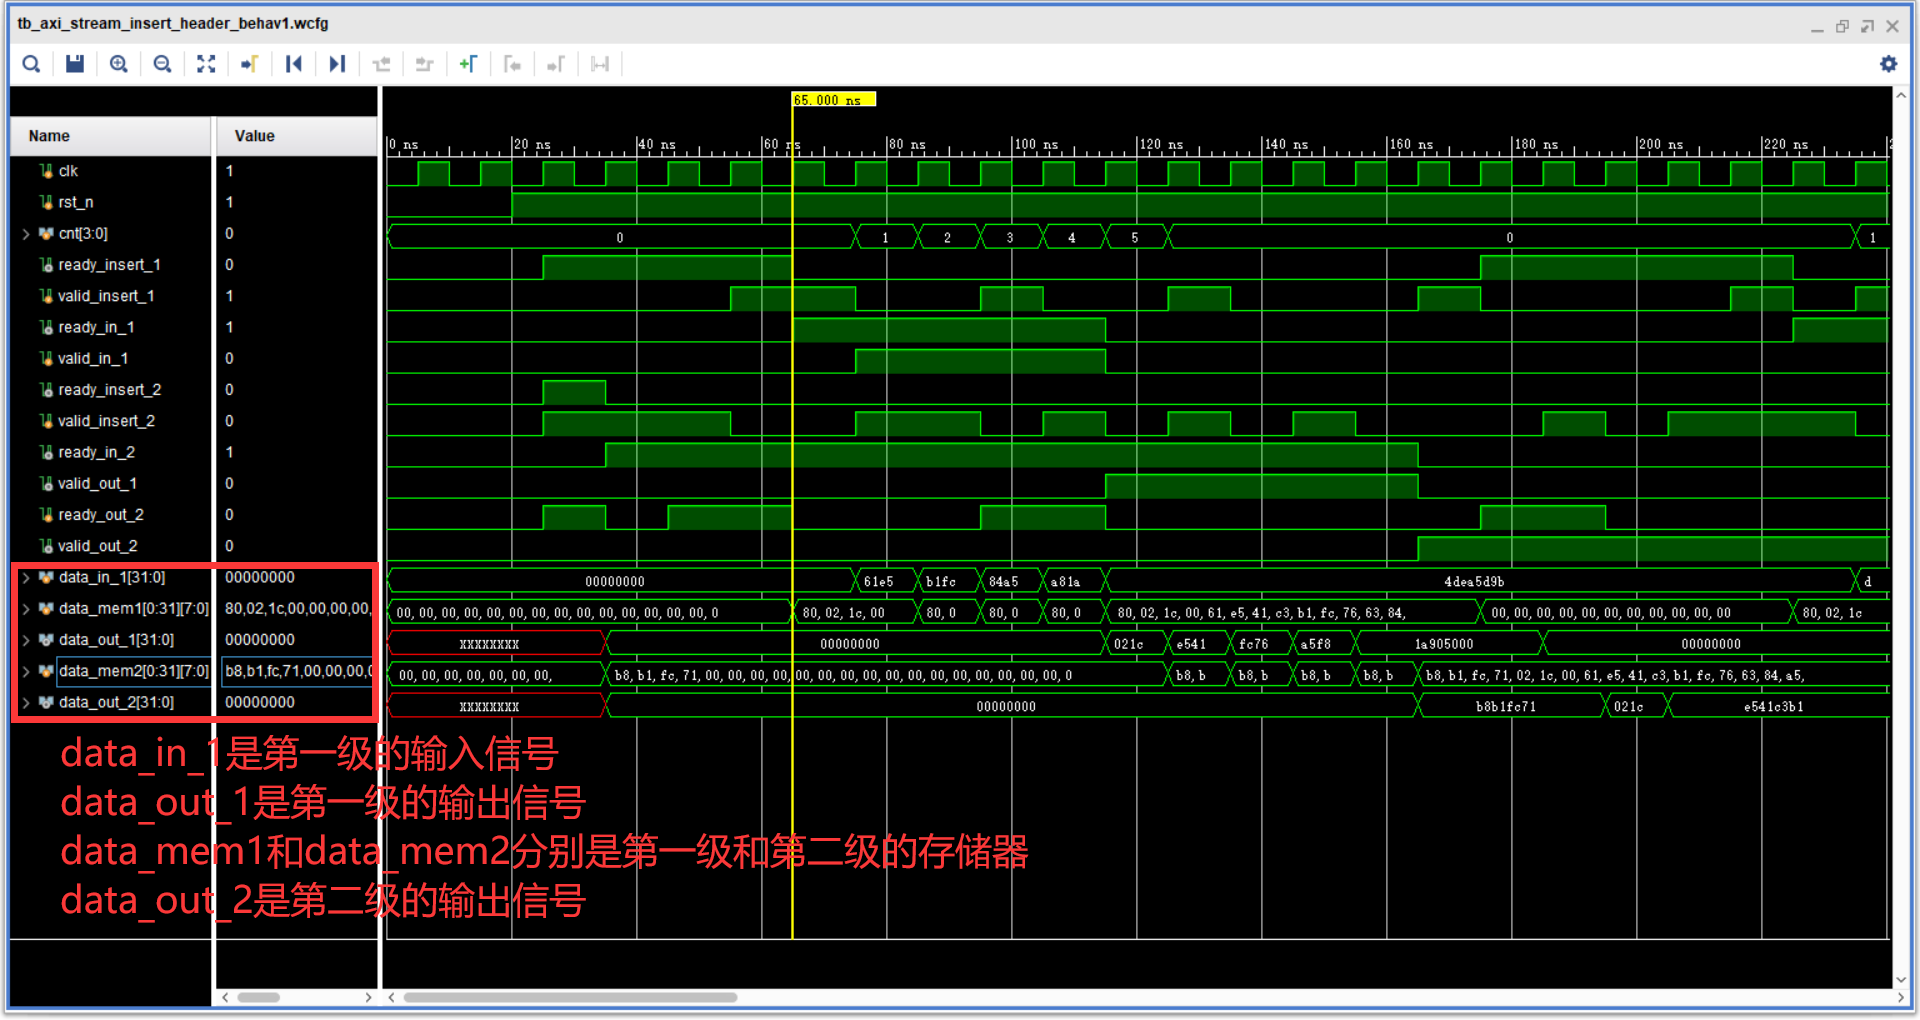 tb_axi_stream_insert_header_behav1.wcfg
65.000 ns
Name Value
0 ns 20 ns 40 ns 60 ns 80 ns 100 ns 120 ns 140 ns 160 ns 180 ns 200 ns 220 ns
clk 1
rst_n 1
cnt[3:0] 0 0 1 2 3 4 5 0 1
ready_insert_1 0
valid_insert_1 1
ready_in_1 1
valid_in_1 0
ready_insert_2 0
valid_insert_2 0
ready_in_2 1
valid_out_1 0
ready_out_2 0
valid_out_2 0
data_in_1[31:0] 00000000 00000000 61e5 b1fc 84a5 a81a 4dea5d9b d
data_mem1[0:31][7:0] 80,02,1c,00,00,00,00, 00,00,00,00,00,00,00,00,00,00,00,00,00,00,0 80,02,1c,00 80,0 80,0 80,0 80,02,1c,00,61,e5,41,c3,b1,fc,76,63,84, 00,00,00,00,00,00,00,00,00,00,00 80,02,1c
data_out_1[31:0] 00000000 XXXXXXXX 00000000 021c e541 fc76 a5f8 1a905000 00000000
data_mem2[0:31][7:0] b8,b1,fc,71,00,00,00,0 00,00,00,00,00,00,00, b8,b1,fc,71,00,00,00,00,00,00,00,00,00,00,00,00,00,00,00,00,0 b8,b b8,b b8,b b8,b b8,b1,fc,71,02,1c,00,61,e5,41,c3,b1,fc,76,63,84,a5,
data_out_2[31:0] 00000000 XXXXXXXX 00000000 b8b1fc71 021c e541c3b1
data_in_1是第一级的输入信号
data_out_1是第一级的输出信号
data_mem1和data_mem2分别是第一级和第二级的存储器
data_out_2是第二级的输出信号